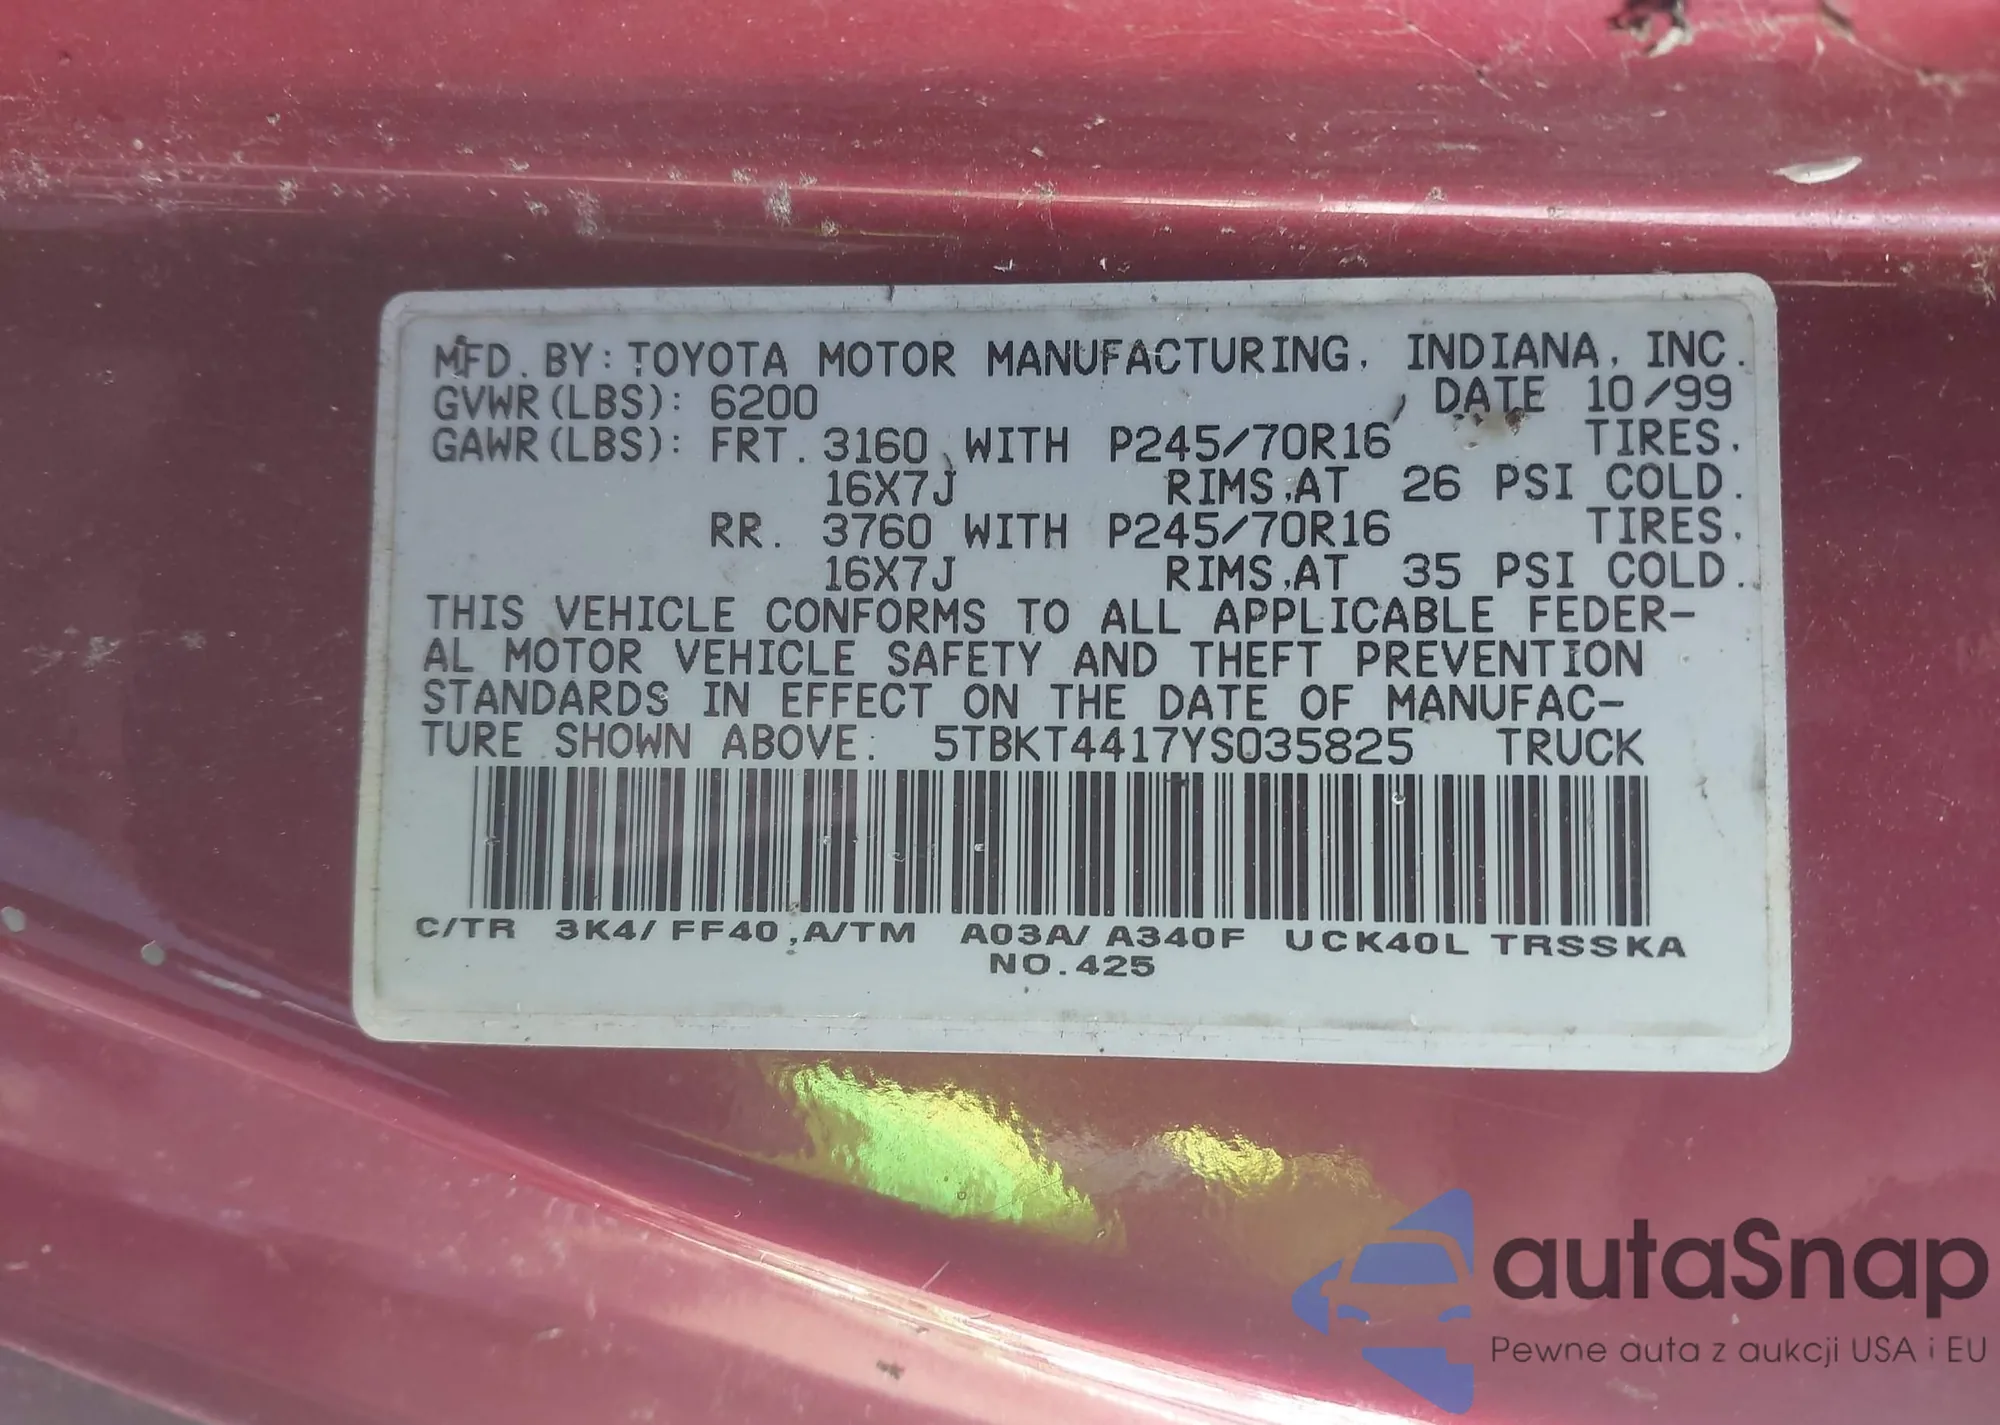 MFD. BY: TOYOTA MOTOR MANUFACTURING, INDIANA, INC.
GVWR(LBS): 6200 DATE 10/99
GAWR(LBS): FRT. 3160 WITH P245/70R16 TIRES.
16X7J RIMS,AT 26 PSI COLD.
RR. 3760 WITH P245/70R16 TIRES,
16X7J RIMS,AT 35 PSI COLD.
THIS VEHICLE CONFORMS TO ALL APPLICABLE FEDER-
AL MOTOR VEHICLE SAFETY AND THEFT PREVENTION
STANDARDS IN EFFECT ON THE DATE OF MANUFAC-
TURE SHOWN ABOVE: 5TBKT4417YS035825 TRUCK
C/TR 3K4/ FF40 ,A/TM A03A/ A340F UCK40L TRSSKA
NO.425
autaSnap
Pewne auta z aukcji USA i EU